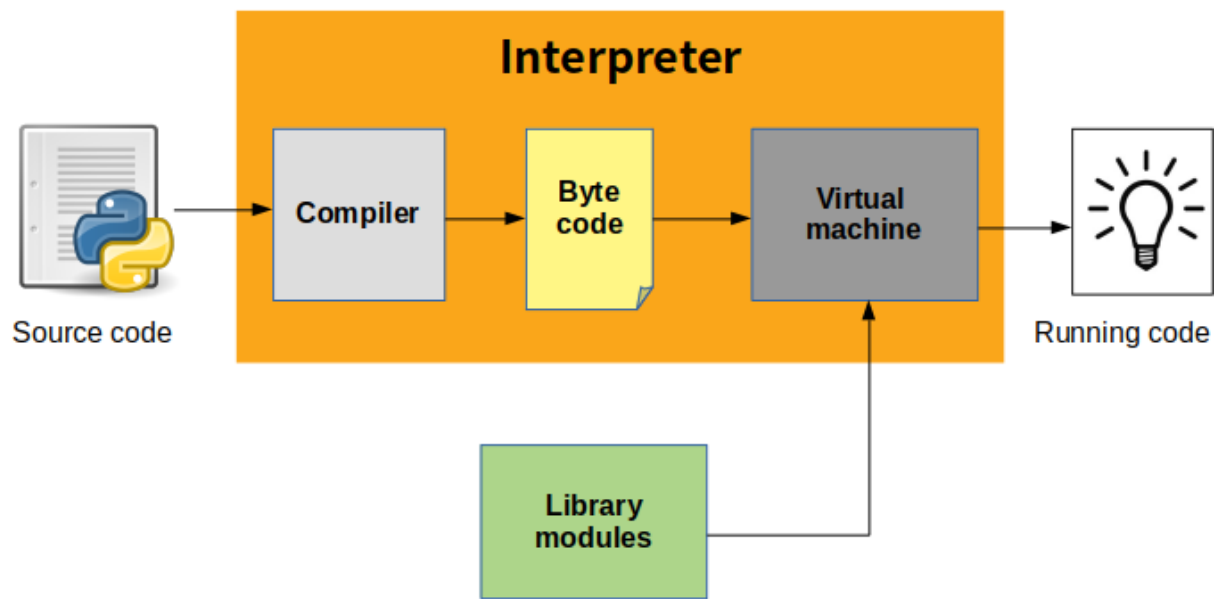 Interpreter
Compiler
Byte
code
Virtual
machine
Source code
Running code
Library
modules